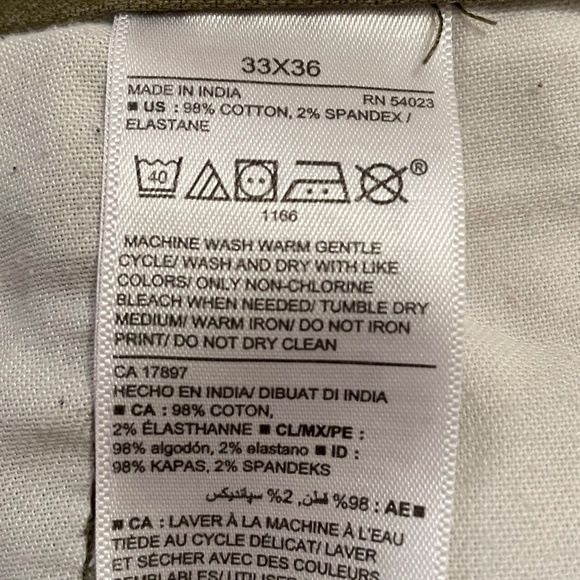 33X36
MADE IN INDIA RN 54023
■ US : 98% COTTON, 2% SPANDEX /
ELASTANE
40
®
1166
MACHINE WASH WARM GENTLE
CYCLE/ WASH AND DRY WITH LIKE
COLORS/ ONLY NON-CHLORINE
BLEACH WHEN NEEDED/ TUMBLE DRY
MEDIUM/ WARM IRON/ DO NOT IRON
PRINT/ DO NOT DRY CLEAN
CA 17897
HECHO EN INDIA/ DIBUAT DI INDIA
■ CA : 98% COTON,
2% ÉLASTHANNE ■ CL/MX/PE :
98% algodón, 2% elastano ■ ID :
98% KAPAS, 2% SPANDEKS
■AE : 98% قطن, 2% سپاندیکس
■ CA : LAVER À LA MACHINE À L'EAU
TIÈDE AU CYCLE DÉLICAT/ LAVER
ET SÉCHER AVEC DES COULEURS
SEMBLABLES/ UTILISER